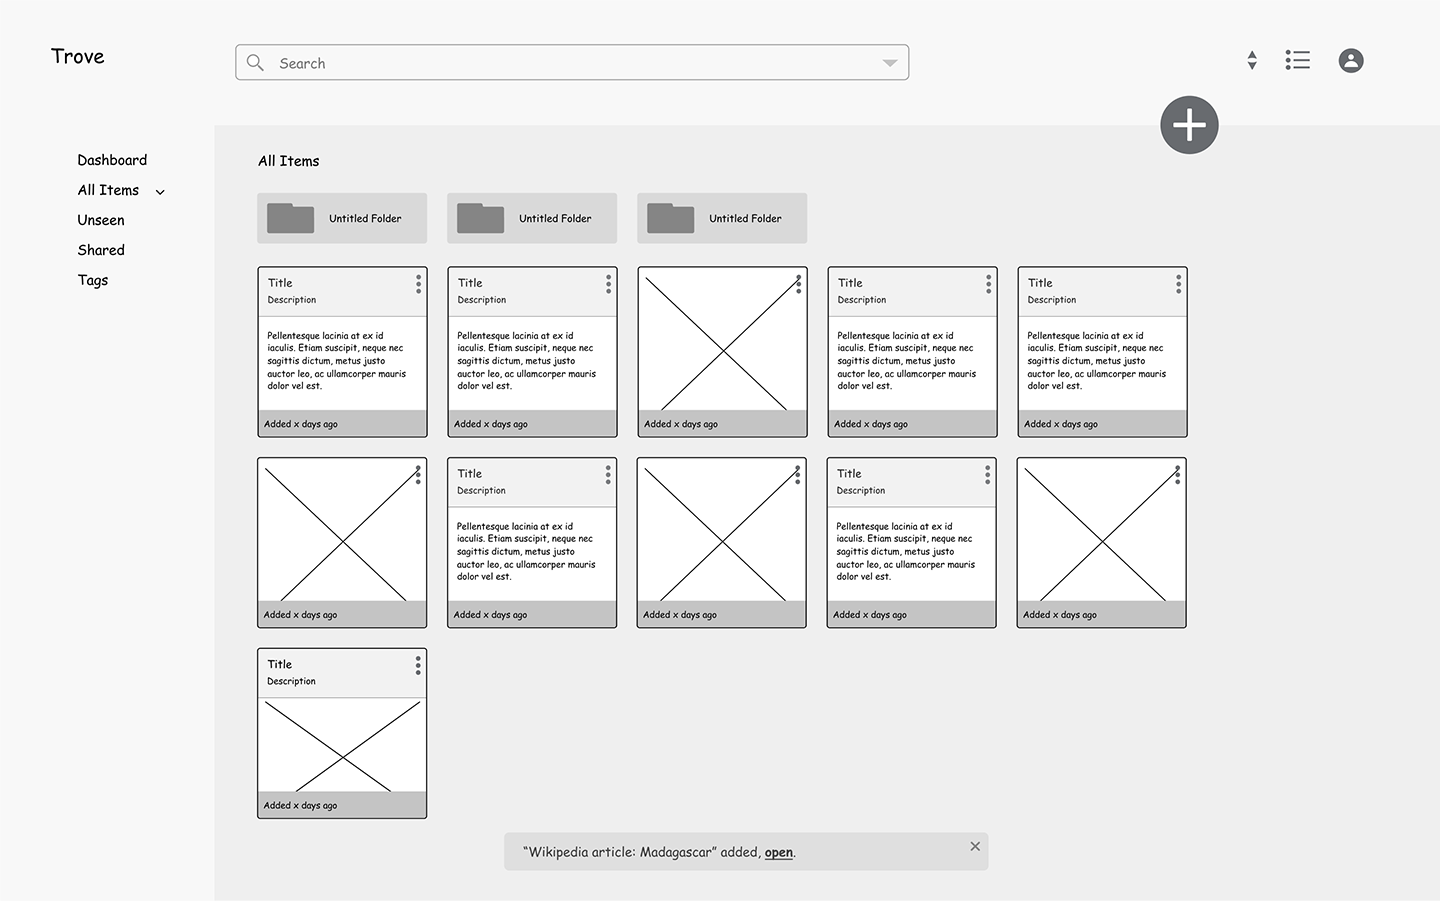 Trove
Search
Dashboard
All Items
Unseen
Shared
Tags
All Items
Untitled Folder
Untitled Folder
Untitled Folder
Title
Description
Pellentesque lacinia at ex id
iaculis. Etiam suscipit, neque nec
sagittis dictum, metus justo
auctor leo, ac ullamcorper mauris
dolor vel est.
Added x days ago
Title
Description
Pellentesque lacinia at ex id
iaculis. Etiam suscipit, neque nec
sagittis dictum, metus justo
auctor leo, ac ullamcorper mauris
dolor vel est.
Added x days ago
Added x days ago
Title
Description
Pellentesque lacinia at ex id
iaculis. Etiam suscipit, neque nec
sagittis dictum, metus justo
auctor leo, ac ullamcorper mauris
dolor vel est.
Added x days ago
Title
Description
Pellentesque lacinia at ex id
iaculis. Etiam suscipit, neque nec
sagittis dictum, metus justo
auctor leo, ac ullamcorper mauris
dolor vel est.
Added x days ago
Added x days ago
Title
Description
Pellentesque lacinia at ex id
iaculis. Etiam suscipit, neque nec
sagittis dictum, metus justo
auctor leo, ac ullamcorper mauris
dolor vel est.
Added x days ago
Added x days ago
Title
Description
Pellentesque lacinia at ex id
iaculis. Etiam suscipit, neque nec
sagittis dictum, metus justo
auctor leo, ac ullamcorper mauris
dolor vel est.
Added x days ago
Added x days ago
Title
Description
Added x days ago
“Wikipedia article: Madagascar” added, open.